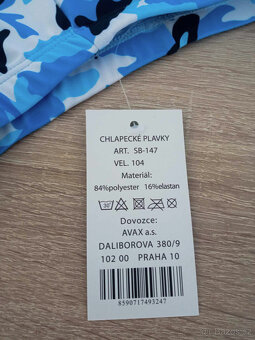 CHLAPECKÉ PLAVKY
ART. SB-147
VEL. 104
Materiál:
84%polyester 16%elastan
30°
Dovozce:
AVAX a.s.
DALIBOROVA 380/9
102 00 PRAHA 10
8590717493247